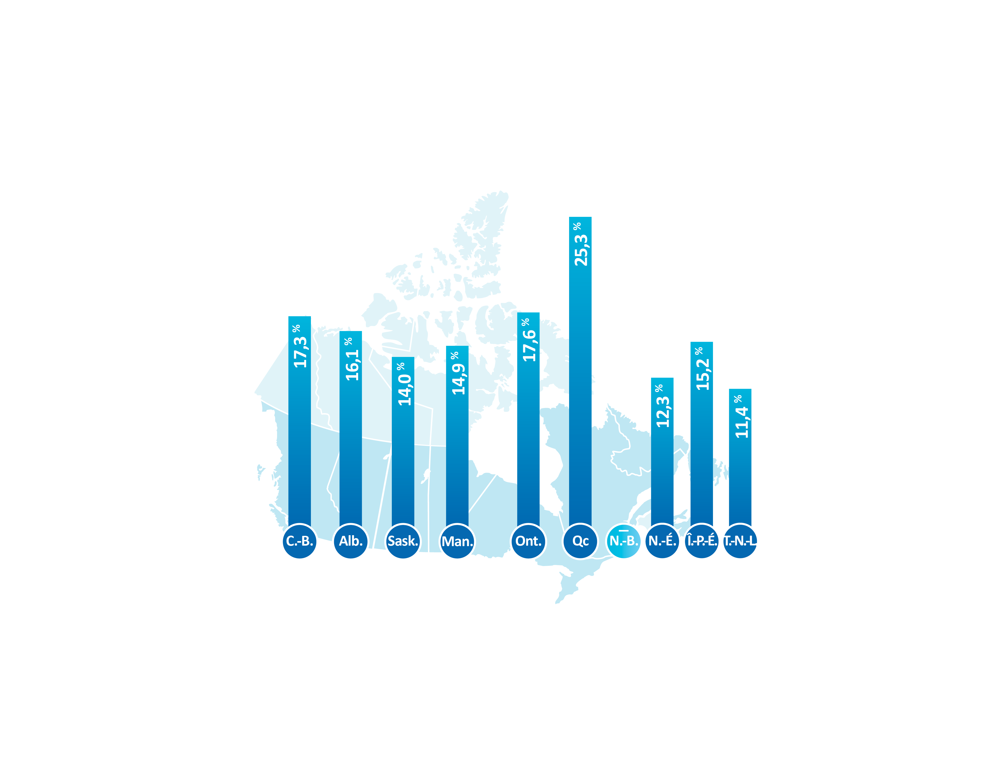 17,3 %
16,1 %
14,0 %
14,9 %
17,6 %
25,3 %
12,3 %
15,2 %
11,4 %
C.-B.
Alb.
Sask.
Man.
Ont.
Qc
–
N.-B.
N.-É.
Î.-P.-É.
T.-N.-L